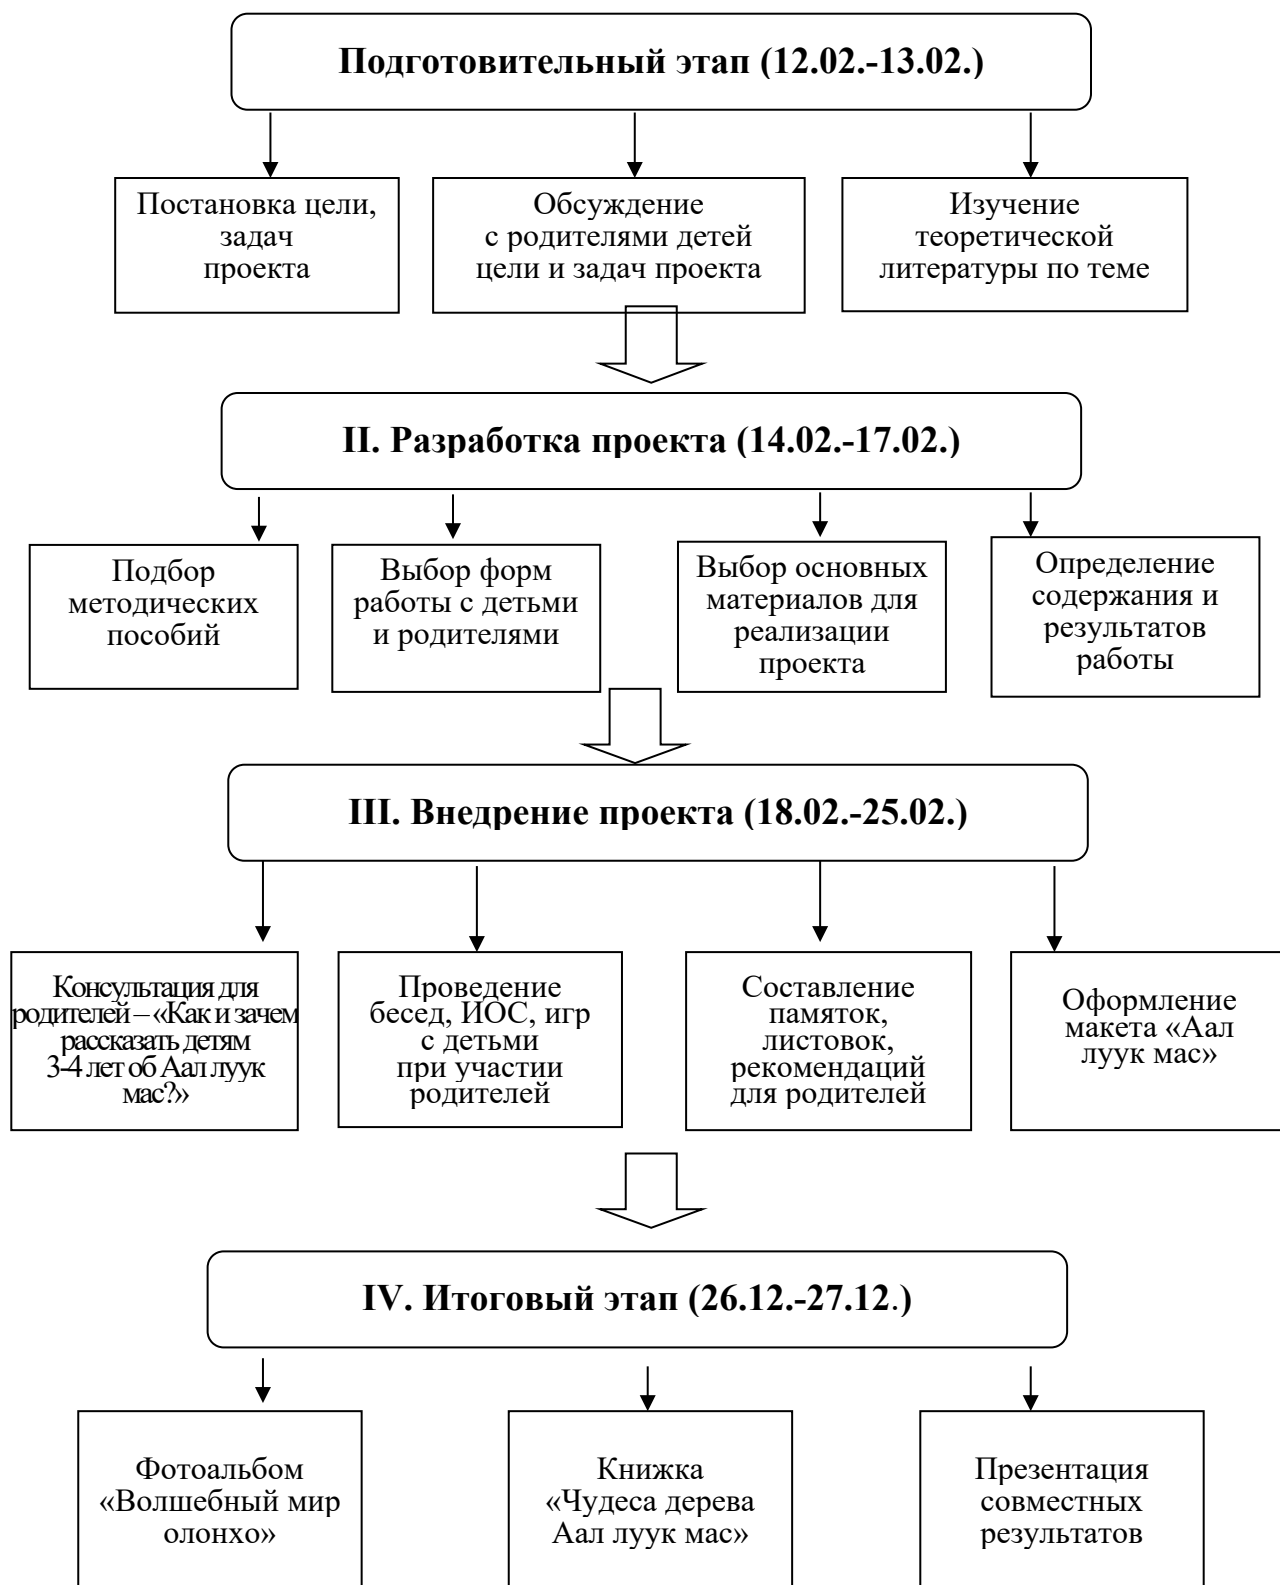 Подготовительный этап (12.02.-13.02.)
Постановка цели,
задач
проекта
Обсуждение
с родителями детей
цели и задач проекта
Изучение
теоретической
литературы по теме
II. Разработка проекта (14.02.-17.02.)
Подбор
методических
пособий
Выбор форм
работы с детьми
и родителями
Выбор основных
материалов для
реализации
проекта
Определение
содержания и
результатов
работы
III. Внедрение проекта (18.02.-25.02.)
Консультация для
родителей – «Как и зачем
рассказать детям
3-4 лет об Аал луук
мас?»
Проведение
бесед, ИОС, игр
с детьми
при участии
родителей
Составление
памяток,
листовок,
рекомендаций
для родителей
Оформление
макета «Аал
луук мас»
IV. Итоговый этап (26.12.-27.12.)
Фотоальбом
«Волшебный мир
олонхо»
Книжка
«Чудеса дерева
Аал луук мас»
Презентация
совместных
результатов